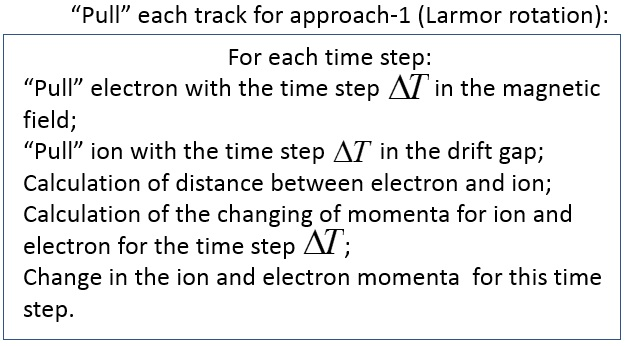 “Pull” each track for approach-1 (Larmor rotation):
For each time step:
“Pull” electron with the time step ΔT in the magnetic
field;
“Pull” ion with the time step ΔT in the drift gap;
Calculation of distance between electron and ion;
Calculation of the changing of momenta for ion and
electron for the time step ΔT;
Change in the ion and electron momenta for this time
step.